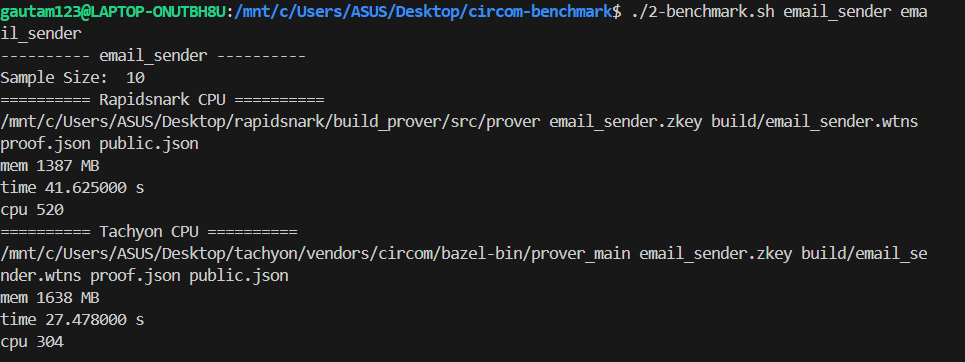 gautam123@LAPTOP-ONUTBH8U:/mnt/c/Users/ASUS/Desktop/circom-benchmark$ ./2-benchmark.sh email_sender ema
il_sender
---------- email_sender ----------
Sample Size:  10
========== Rapidsnark CPU ==========
/mnt/c/Users/ASUS/Desktop/rapidsnark/build_prover/src/prover email_sender.zkey build/email_sender.wtns
proof.json public.json
mem 1387 MB
time 41.625000 s
cpu 520
========== Tachyon CPU ==========
/mnt/c/Users/ASUS/Desktop/tachyon/vendors/circom/bazel-bin/prover_main email_sender.zkey build/email_se
nder.wtns proof.json public.json
mem 1638 MB
time 27.478000 s
cpu 304